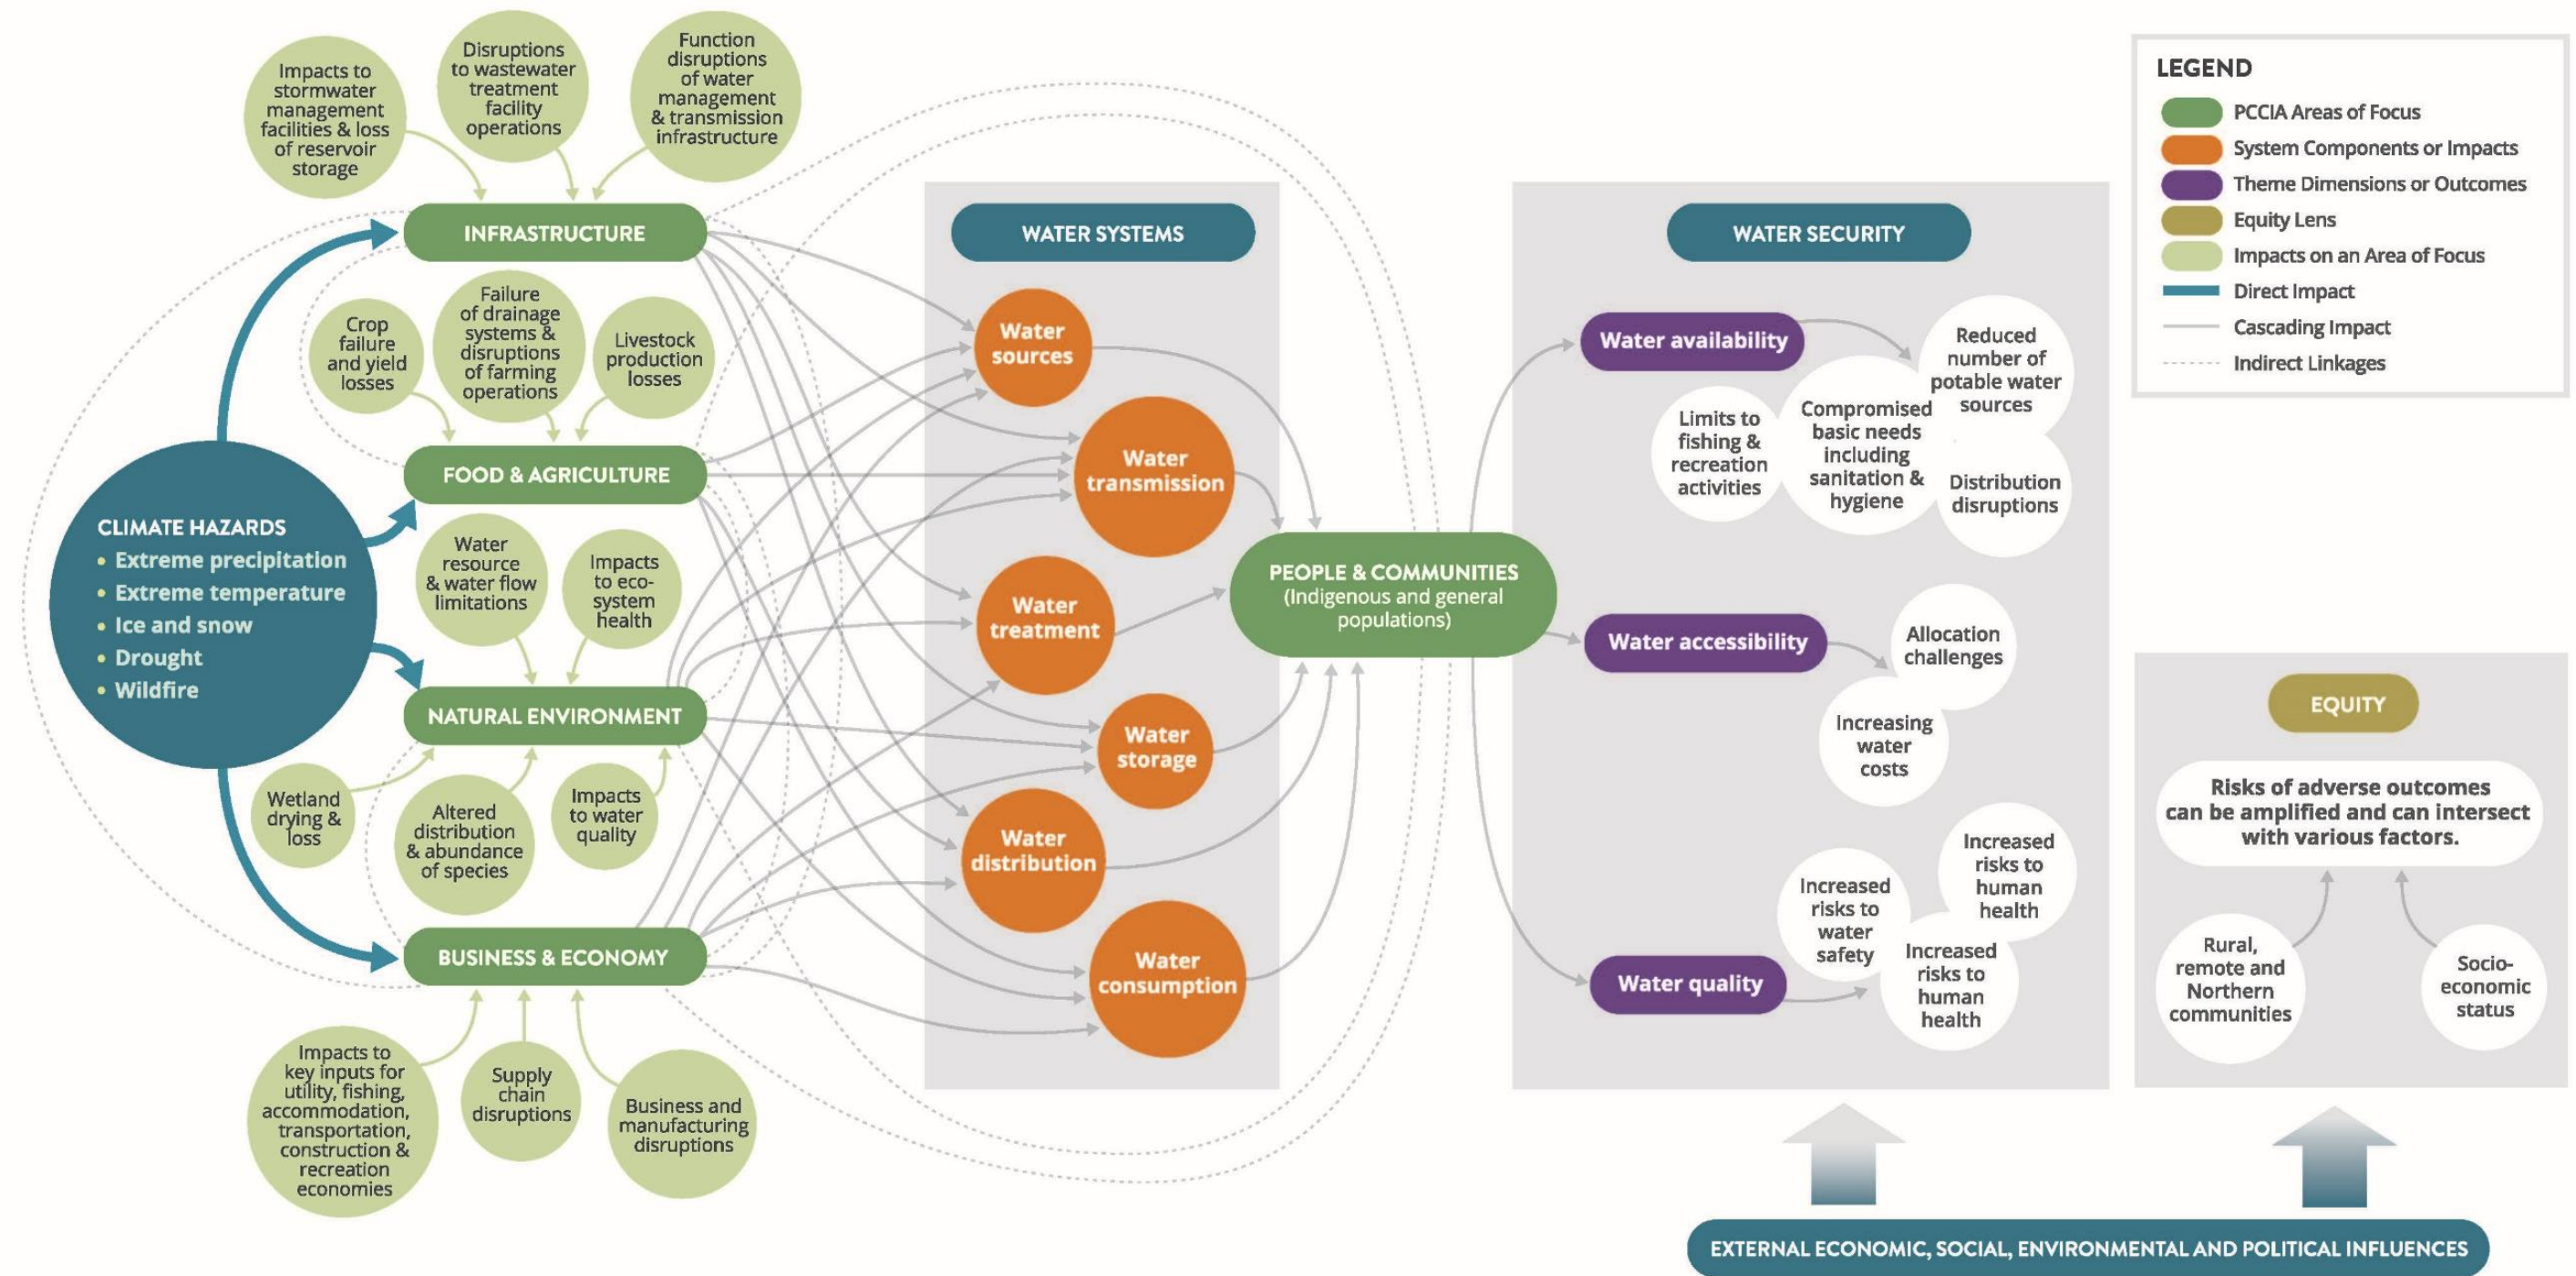 Impacts to
stormwater
management
facilities & loss
of reservoir
storage
Disruptions
to wastewater
treatment
facility
operations
Function
disruptions
of water
management
& transmission
infrastructure
INFRASTRUCTURE
Crop
failure
and yield
losses
Failure
of drainage
systems &
disruptions
of farming
operations
Livestock
production
losses
FOOD & AGRICULTURE
CLIMATE HAZARDS
• Extreme precipitation
• Extreme temperature
• Ice and snow
• Drought
• Wildfire
Water
resource
& water flow
limitations
Impacts
to eco-
system
health
NATURAL ENVIRONMENT
Wetland
drying &
loss
Altered
distribution
& abundance
of species
Impacts
to water
quality
BUSINESS & ECONOMY
Impacts to
key inputs for
utility, fishing,
accommodation,
transportation,
construction &
recreation
economies
Supply
chain
disruptions
Business and
manufacturing
disruptions
WATER SYSTEMS
Water
sources
Water
transmission
Water
treatment
Water
storage
Water
distribution
Water
consumption
PEOPLE & COMMUNITIES
(Indigenous and general
populations)
WATER SECURITY
Water availability
Reduced
number of
potable water
sources
Limits to
fishing &
recreation
activities
Compromised
basic needs
including
sanitation &
hygiene
Distribution
disruptions
Water accessibility
Allocation
challenges
Increasing
water
costs
Water quality
Increased
risks to
water
safety
Increased
risks to
human
health
Increased
risks to
human
health
LEGEND
PCCIA Areas of Focus
System Components or Impacts
Theme Dimensions or Outcomes
Equity Lens
Impacts on an Area of Focus
Direct Impact
Cascading Impact
Indirect Linkages
EQUITY
Risks of adverse outcomes
can be amplified and can intersect
with various factors.
Rural,
remote and
Northern
communities
Socio-
economic
status
EXTERNAL ECONOMIC, SOCIAL, ENVIRONMENTAL AND POLITICAL INFLUENCES